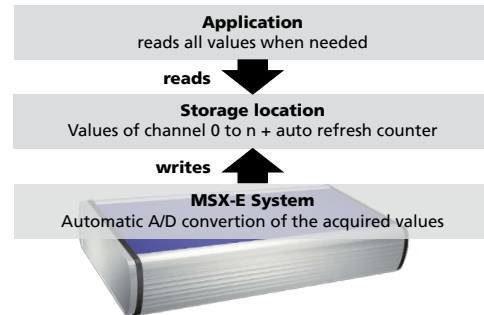 Application
reads all values when needed
reads
Storage location
Values of channel 0 to n + auto refresh counter
writes
MSX-E System
Automatic A/D convertion of the acquired values